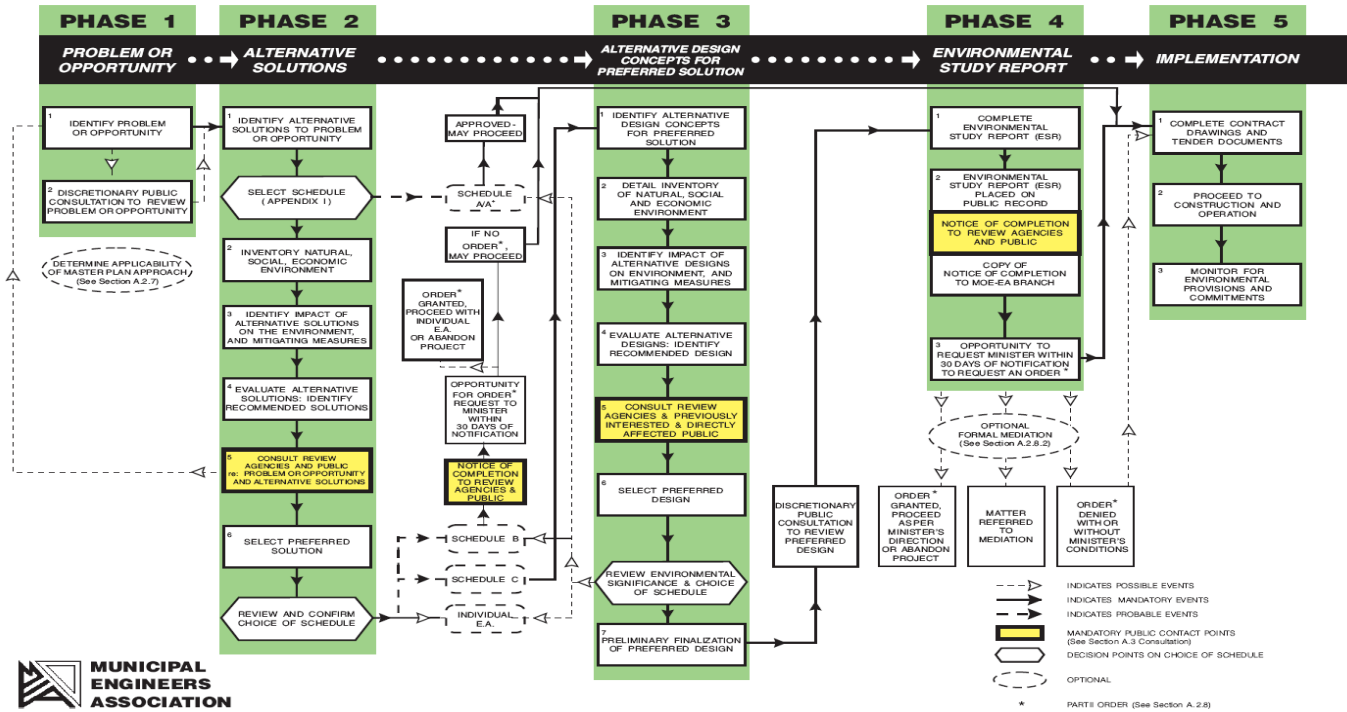 PHASE 1
PHASE 2
PHASE 3
PHASE 4
PHASE 5
PROBLEM OR
OPPORTUNITY
ALTERNATIVE
SOLUTIONS
ALTERNATIVE DESIGN
CONCEPTS FOR
PREFERRED SOLUTION
ENVIRONMENTAL
STUDY REPORT
IMPLEMENTATION
1
IDENTIFY PROBLEM
OR OPPORTUNITY
2
DISCRETIONARY PUBLIC
CONSULTATION TO REVIEW
PROBLEM OR OPPORTUNITY
DETERMINE APPLICABILITY
OF MASTER PLAN APPROACH
(See Section A.2.7)
1
IDENTIFY ALTERNATIVE
SOLUTIONS TO PROBLEM
OR OPPORTUNITY
SELECT SCHEDULE
(APPENDIX I)
2
INVENTORY NATURAL,
SOCIAL, ECONOMIC
ENVIRONMENT
3
IDENTIFY IMPACT OF
ALTERNATIVE SOLUTIONS
ON THE ENVIRONMENT,
AND MITIGATING MEASURES
4
EVALUATE ALTERNATIVE
SOLUTIONS: IDENTIFY
RECOMMENDED SOLUTIONS
5
CONSULT REVIEW
AGENCIES AND PUBLIC
re: PROBLEM OR OPPORTUNITY
AND ALTERNATIVE SOLUTIONS
6
SELECT PREFERRED
SOLUTION
REVIEW AND CONFIRM
CHOICE OF SCHEDULE
APPROVED-
MAY PROCEED
SCHEDULE
A/A+
IF NO
ORDER*,
MAY PROCEED
ORDER*
GRANTED,
PROCEED WITH
INDIVIDUAL
E.A.
OR ABANDON
PROJECT
OPPORTUNITY
FOR ORDER*
REQUEST TO
MINISTER
WITHIN
30 DAYS OF
NOTIFICATION
NOTICE OF
COMPLETION
TO REVIEW
AGENCIES &
PUBLIC
SCHEDULE B
SCHEDULE C
INDIVIDUAL
E.A.
1
IDENTIFY ALTERNATIVE
DESIGN CONCEPTS
FOR PREFERRED
SOLUTION
2
DETAIL INVENTORY
OF NATURAL, SOCIAL
AND ECONOMIC
ENVIRONMENT
3
IDENTIFY IMPACT OF
ALTERNATIVE DESIGNS
ON ENVIRONMENT, AND
MITIGATING MEASURES
4
EVALUATE ALTERNATIVE
DESIGNS: IDENTIFY
RECOMMENDED DESIGN
5
CONSULT REVIEW
AGENCIES & PREVIOUSLY
INTERESTED & DIRECTLY
AFFECTED PUBLIC
6
SELECT PREFERRED
DESIGN
REVIEW ENVIRONMENTAL
SIGNIFICANCE & CHOICE
OF SCHEDULE
7
PRELIMINARY FINALIZATION
OF PREFERRED DESIGN
DISCRETIONARY
PUBLIC
CONSULTATION
TO REVIEW
PREFERRED
DESIGN
1
COMPLETE
ENVIRONMENTAL
STUDY REPORT (ESR)
2
ENVIRONMENTAL
STUDY REPORT (ESR)
PLACED ON
PUBLIC RECORD
NOTICE OF COMPLETION
TO REVIEW AGENCIES
AND PUBLIC
COPY OF
NOTICE OF COMPLETION
TO MOE-EA BRANCH
3
OPPORTUNITY TO
REQUEST MINISTER WITHIN
30 DAYS OF NOTIFICATION
TO REQUEST AN ORDER*
OPTIONAL
FORMAL MEDIATION
(See Section A.2.8.2)
ORDER*
GRANTED,
PROCEED
AS PER
MINISTER'S
DIRECTION
OR ABANDON
PROJECT
MATTER
REFERRED
TO
MEDIATION
ORDER*
DENIED
WITH OR
WITHOUT
MINISTER'S
CONDITIONS
1
COMPLETE CONTRACT
DRAWINGS AND
TENDER DOCUMENTS
2
PROCEED TO
CONSTRUCTION AND
OPERATION
3
MONITOR FOR
ENVIRONMENTAL
PROVISIONS AND
COMMITMENTS
INDICATES POSSIBLE EVENTS
INDICATES MANDATORY EVENTS
INDICATES PROBABLE EVENTS
MANDATORY PUBLIC CONTACT POINTS
(See Section A.3 Consultation)
DECISION POINTS ON CHOICE OF SCHEDULE
OPTIONAL
* PART II ORDER (See Section A.2.8)
MUNICIPAL
ENGINEERS
ASSOCIATION